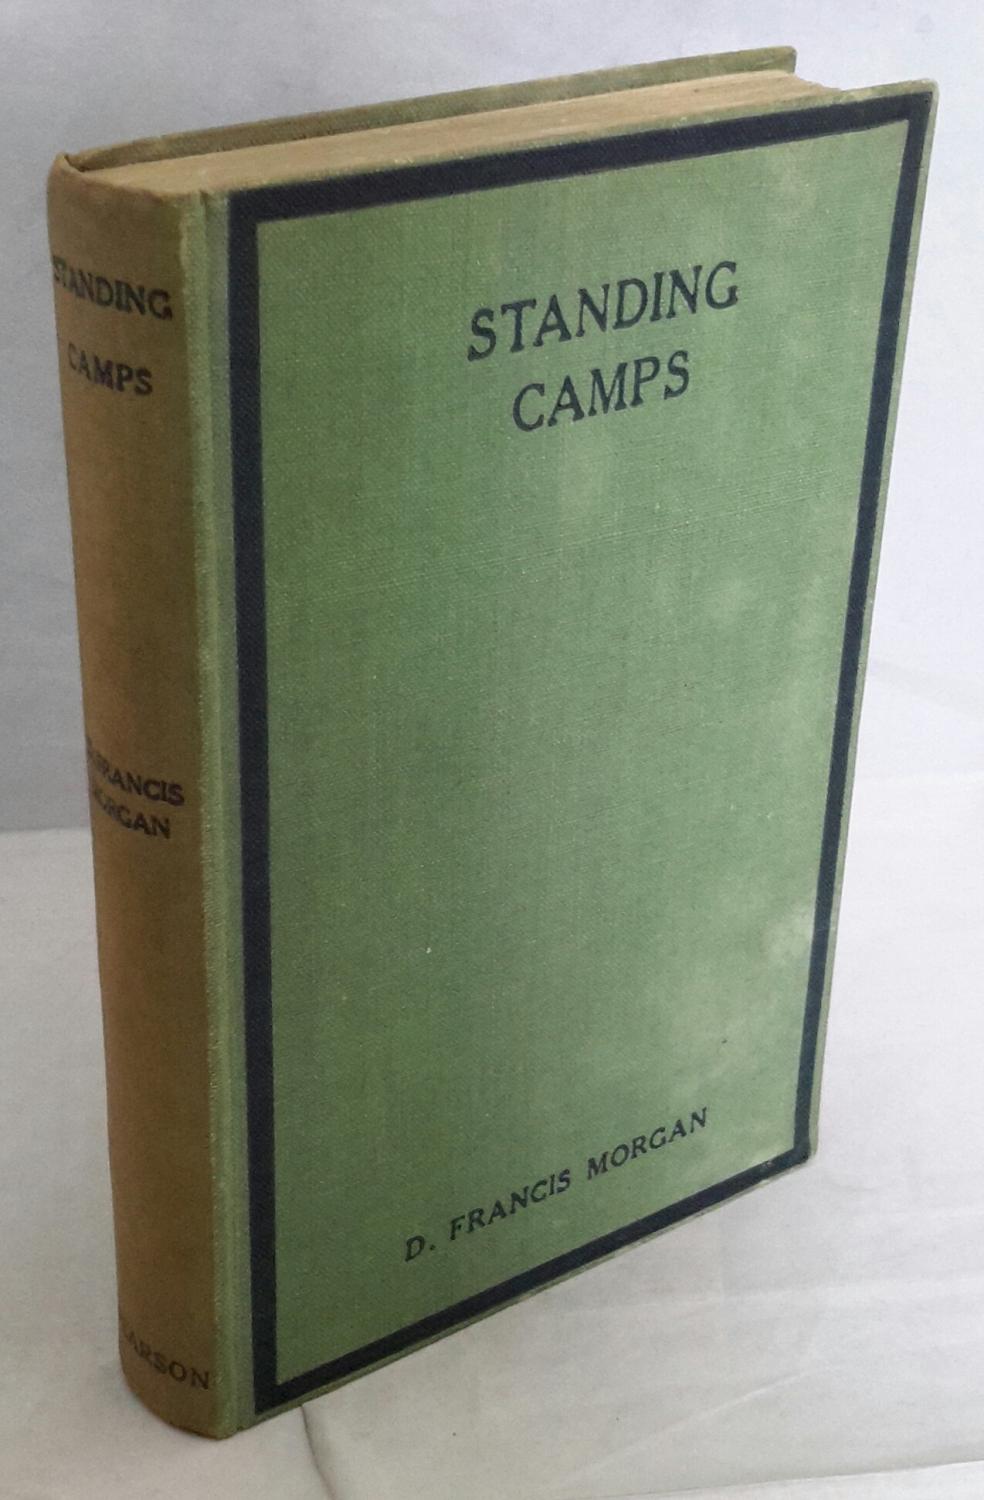 STANDING
CAMPS
D. FRANCIS MORGAN
STANDING
CAMPS
FRANCIS
MORGAN